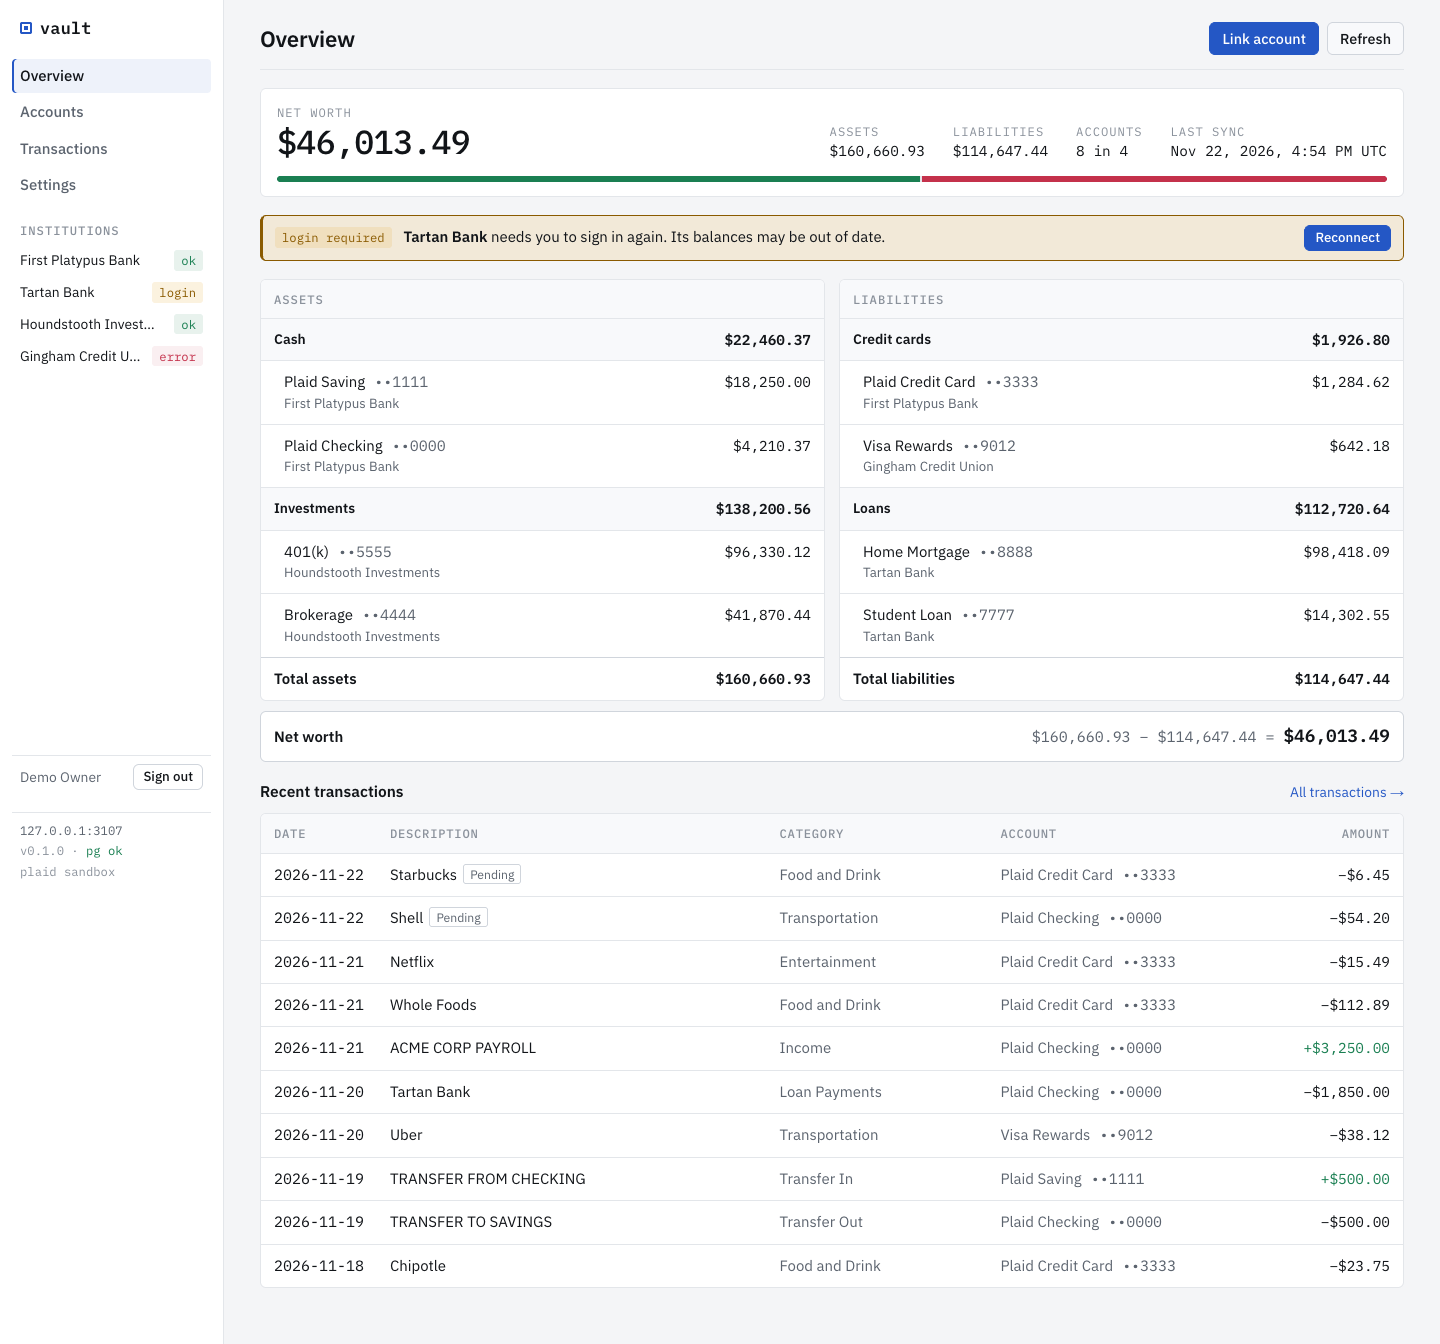 vault
Overview
Accounts
Transactions
Settings
INSTITUTIONS
First Platypus Bank ok
Tartan Bank login
Houndstooth Invest... ok
Gingham Credit U... error
Demo Owner Sign out
127.0.0.1:3107
v0.1.0 · pg ok
plaid sandbox
Overview Link account Refresh
NET WORTH
$46,013.49
ASSETS LIABILITIES ACCOUNTS LAST SYNC
$160,660.93 $114,647.44 8 in 4 Nov 22, 2026, 4:54 PM UTC
login required Tartan Bank needs you to sign in again. Its balances may be out of date. Reconnect
ASSETS
Cash $22,460.37
Plaid Saving ••1111 $18,250.00
First Platypus Bank
Plaid Checking ••0000 $4,210.37
First Platypus Bank
Investments $138,200.56
401(k) ••5555 $96,330.12
Houndstooth Investments
Brokerage ••4444 $41,870.44
Houndstooth Investments
Total assets $160,660.93
LIABILITIES
Credit cards $1,926.80
Plaid Credit Card ••3333 $1,284.62
First Platypus Bank
Visa Rewards ••9012 $642.18
Gingham Credit Union
Loans $112,720.64
Home Mortgage ••8888 $98,418.09
Tartan Bank
Student Loan ••7777 $14,302.55
Tartan Bank
Total liabilities $114,647.44
Net worth $160,660.93 − $114,647.44 = $46,013.49
Recent transactions All transactions →
DATE DESCRIPTION CATEGORY ACCOUNT AMOUNT
2026-11-22 Starbucks Pending Food and Drink Plaid Credit Card ••3333 −$6.45
2026-11-22 Shell Pending Transportation Plaid Checking ••0000 −$54.20
2026-11-21 Netflix Entertainment Plaid Credit Card ••3333 −$15.49
2026-11-21 Whole Foods Food and Drink Plaid Credit Card ••3333 −$112.89
2026-11-21 ACME CORP PAYROLL Income Plaid Checking ••0000 +$3,250.00
2026-11-20 Tartan Bank Loan Payments Plaid Checking ••0000 −$1,850.00
2026-11-20 Uber Transportation Visa Rewards ••9012 −$38.12
2026-11-19 TRANSFER FROM CHECKING Transfer In Plaid Saving ••1111 +$500.00
2026-11-19 TRANSFER TO SAVINGS Transfer Out Plaid Checking ••0000 −$500.00
2026-11-18 Chipotle Food and Drink Plaid Credit Card ••3333 −$23.75